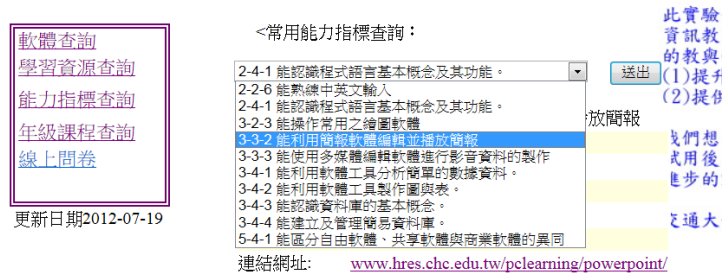 軟體查詢
學習資源查詢
能力指標查詢
年級課程查詢
線上問卷
更新日期2012-07-19
<常用能力指標查詢：
2-4-1 能認識程式語言基本概念及其功能。
送出
2-2-6 能熟練中英文輸入
2-4-1 能認識程式語言基本概念及其功能。
3-2-3 能操作常用之繪圖軟體
3-3-2 能利用簡報軟體編輯並播放簡報
3-3-3 能使用多媒體編輯軟體進行影音資料的製作
3-4-1 能利用軟體工具分析簡單的數據資料。
3-4-2 能利用軟體工具製作圖與表。
3-4-3 能認識資料庫的基本概念。
3-4-4 能建立及管理簡易資料庫。
5-4-1 能區分自由軟體、共享軟體與商業軟體的異同
放簡報
連結網址:
www.hres.chc.edu.tw/pclearning/powerpoint/
此實驗
資訊教
的教與
(1)提升
(2)提供
我們想
試用後
進步的
交通大